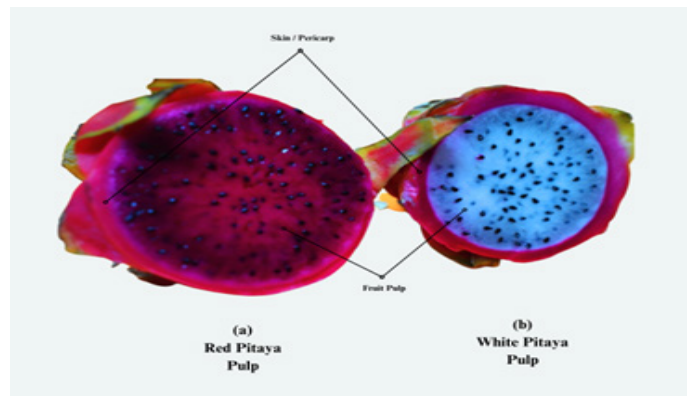 Skin / Pericarp
Fruit Pulp
(a)
Red Pitaya
Pulp
(b)
White Pitaya
Pulp